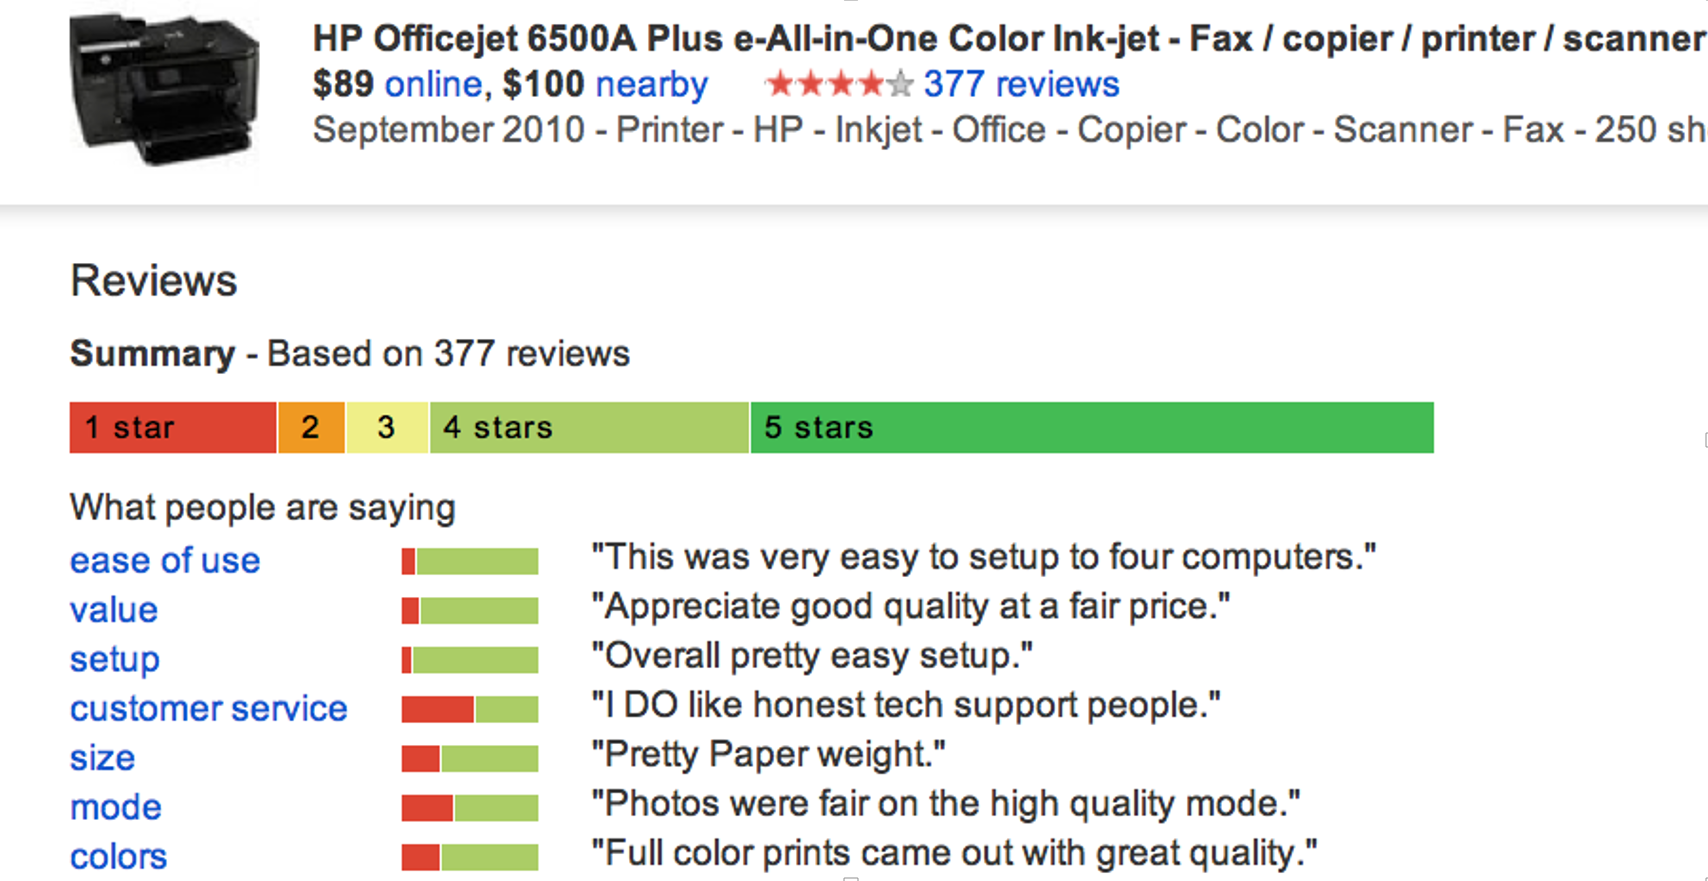 HP Officejet 6500A Plus e-All-in-One Color Ink-jet - Fax / copier / printer / scanner
$89 online, $100 nearby 377 reviews
September 2010 - Printer - HP - Inkjet - Office - Copier - Color - Scanner - Fax - 250 sh
Reviews
Summary - Based on 377 reviews
1 star 2 3 4 stars 5 stars
What people are saying
ease of use "This was very easy to setup to four computers."
value "Appreciate good quality at a fair price."
setup "Overall pretty easy setup."
customer service "I DO like honest tech support people."
size "Pretty Paper weight."
mode "Photos were fair on the high quality mode."
colors "Full color prints came out with great quality."